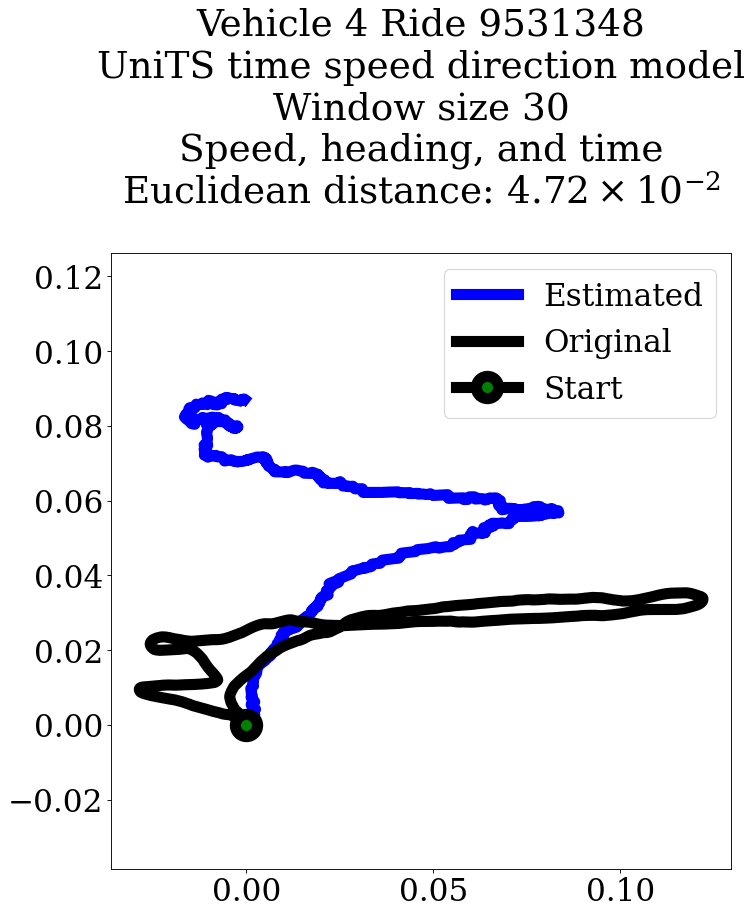 Vehicle 4 Ride 9531348
UniTS time speed direction model
Window size 30
Speed, heading, and time
Euclidean distance: 4.72 × 10⁻²
Estimated
Original
Start
0.12
0.10
0.08
0.06
0.04
0.02
0.00
−0.02
0.00 0.05 0.10